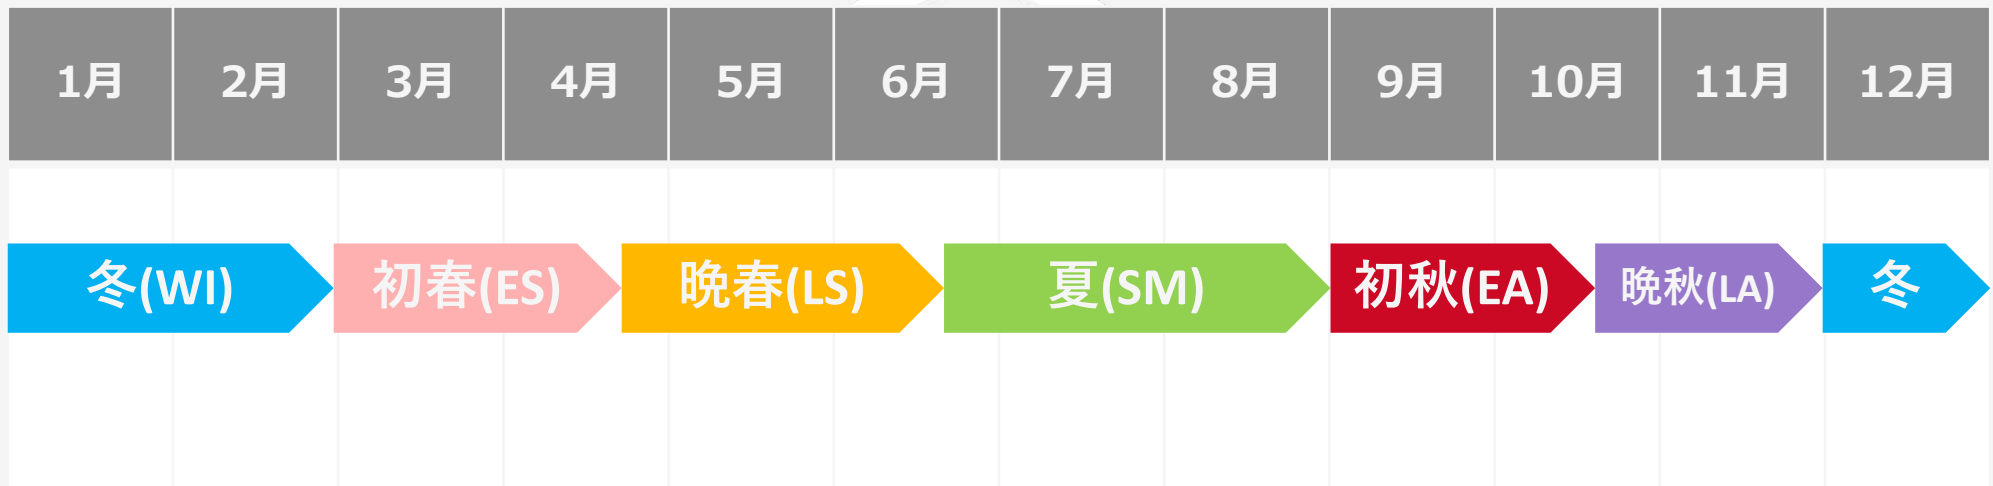 1月 2月 3月 4月 5月 6月 7月 8月 9月 10月 11月 12月
冬(WI) 初春(ES) 晩春(LS) 夏(SM) 初秋(EA) 晩秋(LA) 冬